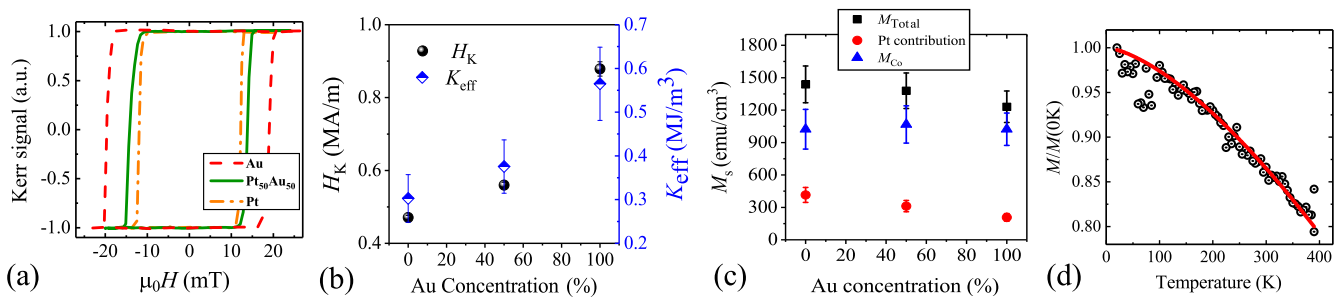 1.0
0.5
0.0
-0.5
-1.0
Kerr signal (a.u.)
Au
Pt50Au50
Pt
-20 -10 0 10 20
μ0H (mT)
(a)
1.0
0.8
0.6
0.4
HK (MA/m)
HK
Keff
0.7
0.6
0.5
0.4
0.3
0.2
Keff (MJ/m³)
0 20 40 60 80 100
Au Concentration (%)
(b)
MTotal
Pt contribution
MCo
1800
1500
1200
900
600
300
0
Ms (emu/cm³)
0 20 40 60 80 100
Au concentration (%)
(c)
1.00
0.95
0.90
0.85
0.80
M/M(0K)
0 100 200 300 400
Temperature (K)
(d)